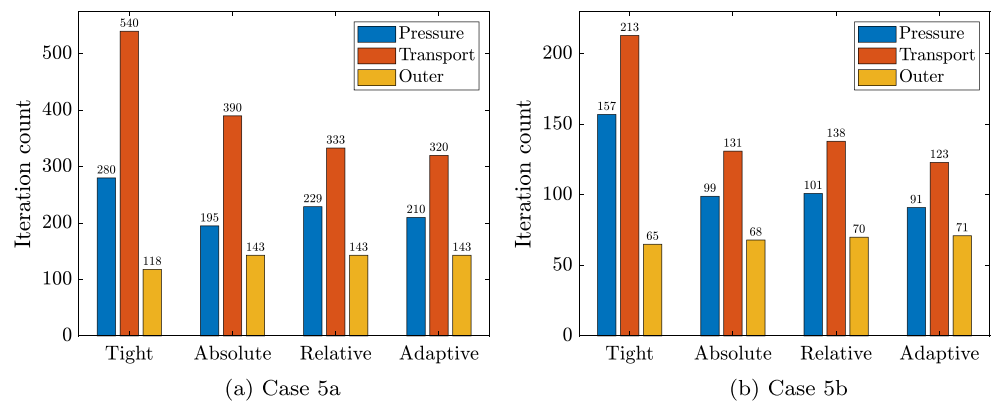 Iteration count
500
400
300
200
100
0
540
280
118
390
195
143
333
229
143
320
210
143
Pressure
Transport
Outer
Tight
Absolute
Relative
Adaptive
(a) Case 5a
Iteration count
200
150
100
50
0
213
157
65
131
99
68
138
101
70
123
91
71
Pressure
Transport
Outer
Tight
Absolute
Relative
Adaptive
(b) Case 5b